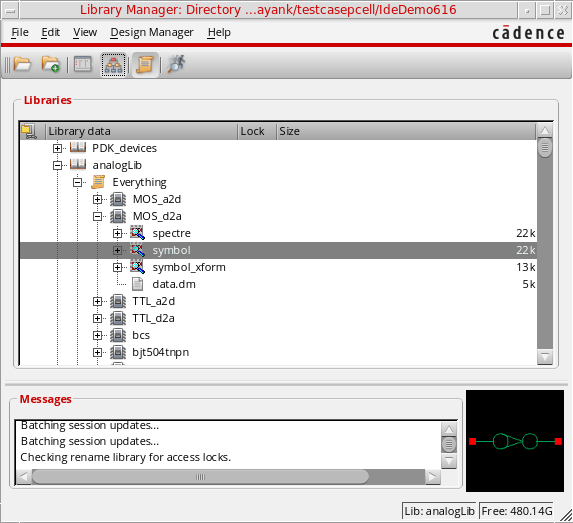 Library Manager: Directory ...ayank/testcasepcell/IdeDemo616
File Edit View Design Manager Help cādence
Libraries
Library data Lock Size
PDK_devices
analogLib
Everything
MOS_a2d
MOS_d2a
spectre 22k
symbol 22k
symbol_xform 13k
data.dm 5k
TTL_a2d
TTL_d2a
bcs
bjt504tnpn
Messages
Batching session updates...
Batching session updates...
Checking rename library for access locks.
Lib: analogLib Free: 480.14G